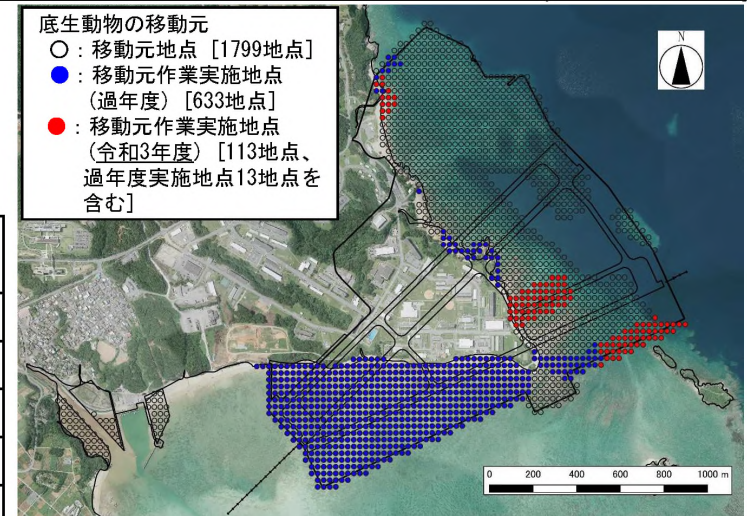 底生動物の移動元
○：移動元地点 [1799地点]
●：移動元作業実施地点
(過年度) [633地点]
●：移動元作業実施地点
(令和3年度) [113地点、
過年度実施地点13地点を
含む]
N
0 200 400 600 800 1000 m